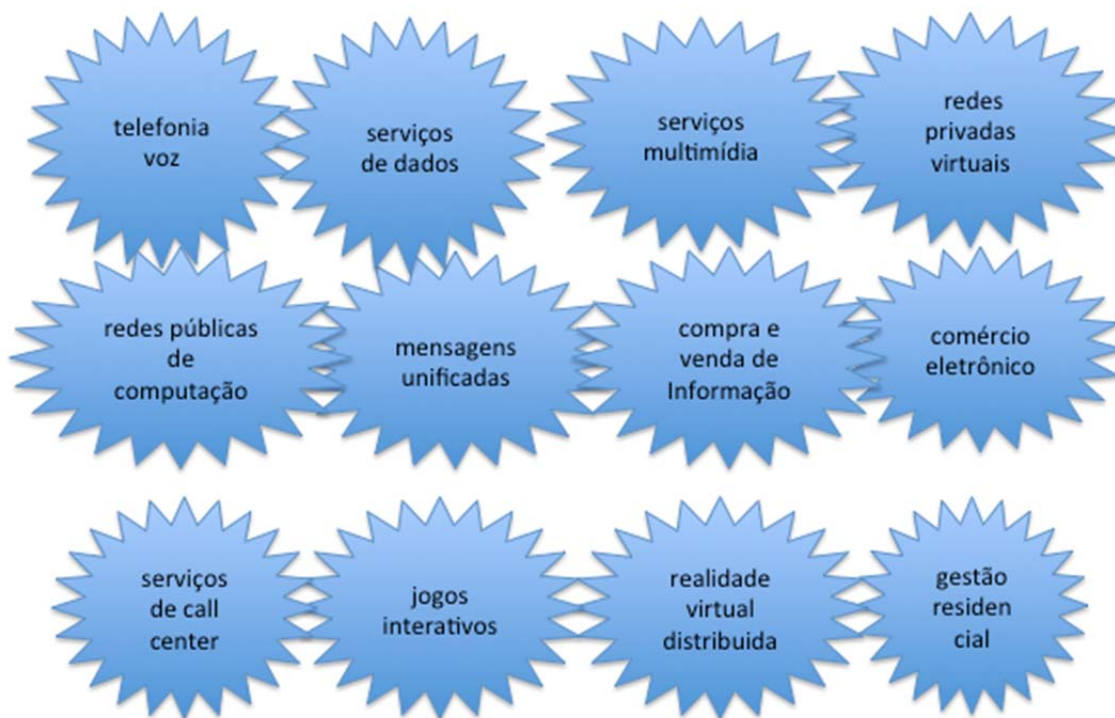 telefonia
voz
serviços
de dados
serviços
multimídia
redes
privadas
virtuais
redes públicas
de
computação
mensagens
unificadas
compra e
venda de
Informação
comércio
eletrônico
serviços
de call
center
jogos
interativos
realidade
virtual
distribuida
gestão
residen
cial